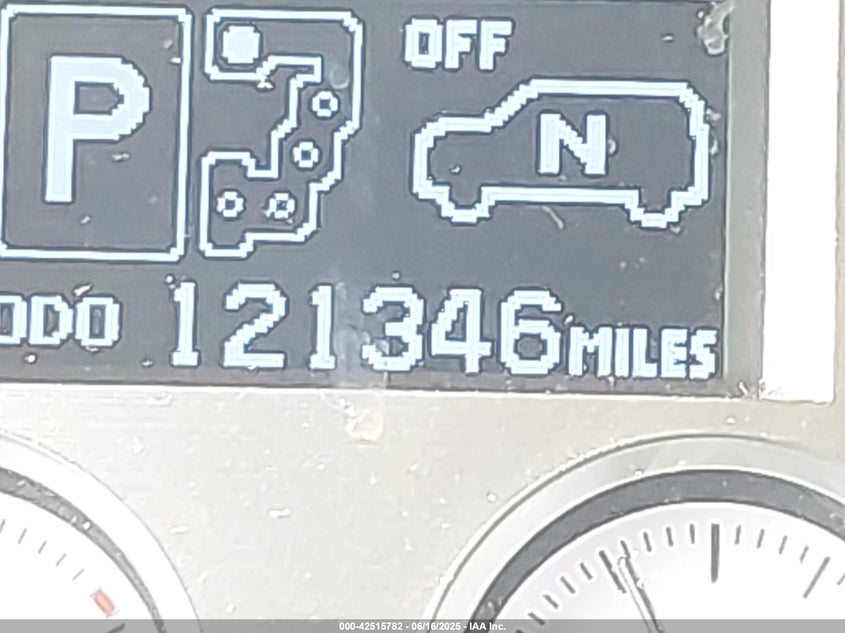 P
OFF
N
ODO 121346 MILES
000-42515782 - 06/16/2025 - IAA Inc.